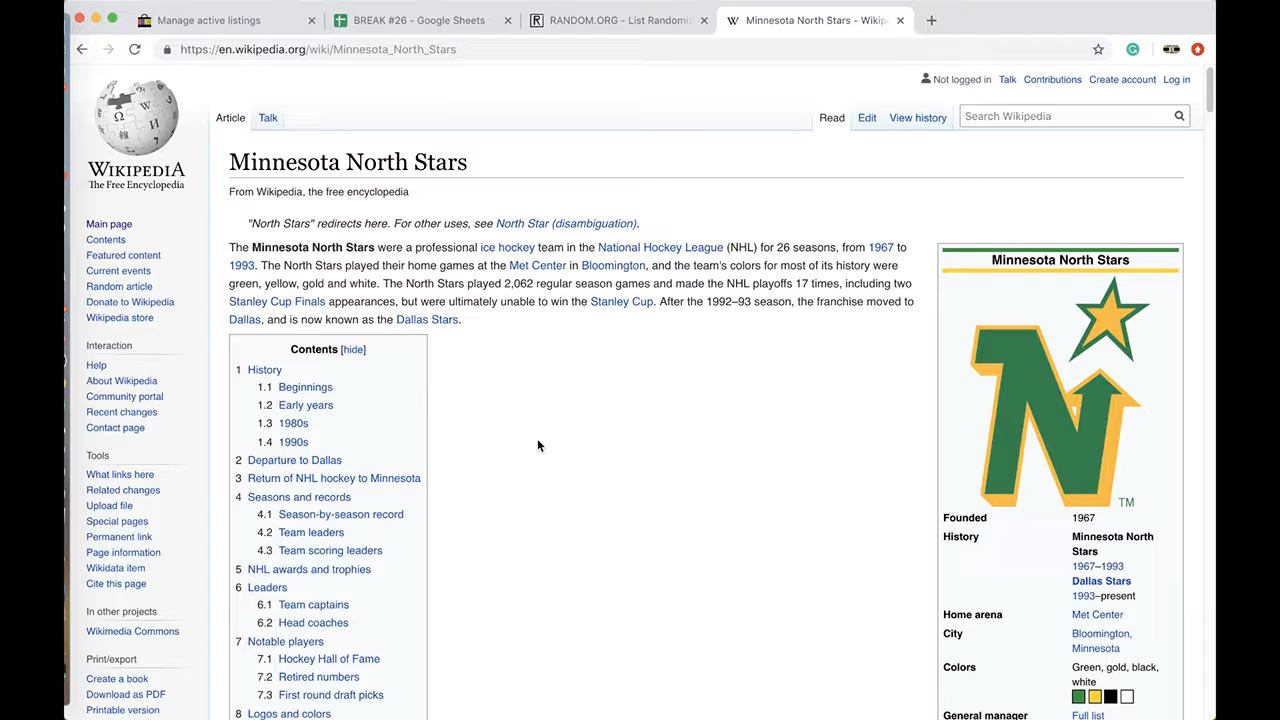 Manage active listings
BREAK #26 - Google Sheets
RANDOM.ORG - List Randomi
Minnesota North Stars - Wikip
https://en.wikipedia.org/wiki/Minnesota_North_Stars
Not logged in Talk Contributions Create account Log in
Article Talk Read Edit View history Search Wikipedia
WIKIPEDIA
The Free Encyclopedia
Main page
Contents
Featured content
Current events
Random article
Donate to Wikipedia
Wikipedia store
Interaction
Help
About Wikipedia
Community portal
Recent changes
Contact page
Tools
What links here
Related changes
Upload file
Special pages
Permanent link
Page information
Wikidata item
Cite this page
In other projects
Wikimedia Commons
Print/export
Create a book
Download as PDF
Printable version
Minnesota North Stars
From Wikipedia, the free encyclopedia
"North Stars" redirects here. For other uses, see North Star (disambiguation).
The Minnesota North Stars were a professional ice hockey team in the National Hockey League (NHL) for 26 seasons, from 1967 to
1993. The North Stars played their home games at the Met Center in Bloomington, and the team's colors for most of its history were
green, yellow, gold and white. The North Stars played 2,062 regular season games and made the NHL playoffs 17 times, including two
Stanley Cup Finals appearances, but were ultimately unable to win the Stanley Cup. After the 1992–93 season, the franchise moved to
Dallas, and is now known as the Dallas Stars.
Contents [hide]
1 History
1.1 Beginnings
1.2 Early years
1.3 1980s
1.4 1990s
2 Departure to Dallas
3 Return of NHL hockey to Minnesota
4 Seasons and records
4.1 Season-by-season record
4.2 Team leaders
4.3 Team scoring leaders
5 NHL awards and trophies
6 Leaders
6.1 Team captains
6.2 Head coaches
7 Notable players
7.1 Hockey Hall of Fame
7.2 Retired numbers
7.3 First round draft picks
8 Logos and colors
Minnesota North Stars
N
TM
Founded 1967
History Minnesota North
Stars
1967–1993
Dallas Stars
1993–present
Home arena Met Center
City Bloomington,
Minnesota
Colors Green, gold, black,
white
General manager Full list